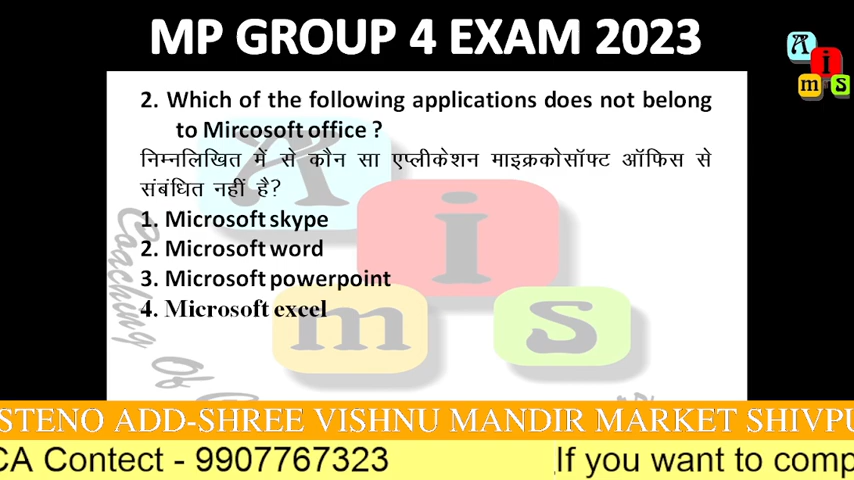 MP GROUP 4 EXAM 2023
A
i
m s
2. Which of the following applications does not belong
to Mircosoft office ?
निम्नलिखित में से कौन सा एप्लीकेशन माइक्रकोसॉफ्ट ऑफिस से
संबंधित नहीं है?
1. Microsoft skype
2. Microsoft word
3. Microsoft powerpoint
4. Microsoft excel
A
i
m s
Coaching Of
STENO ADD-SHREE VISHNU MANDIR MARKET SHIVPU
CA Contect - 9907767323 If you want to comp